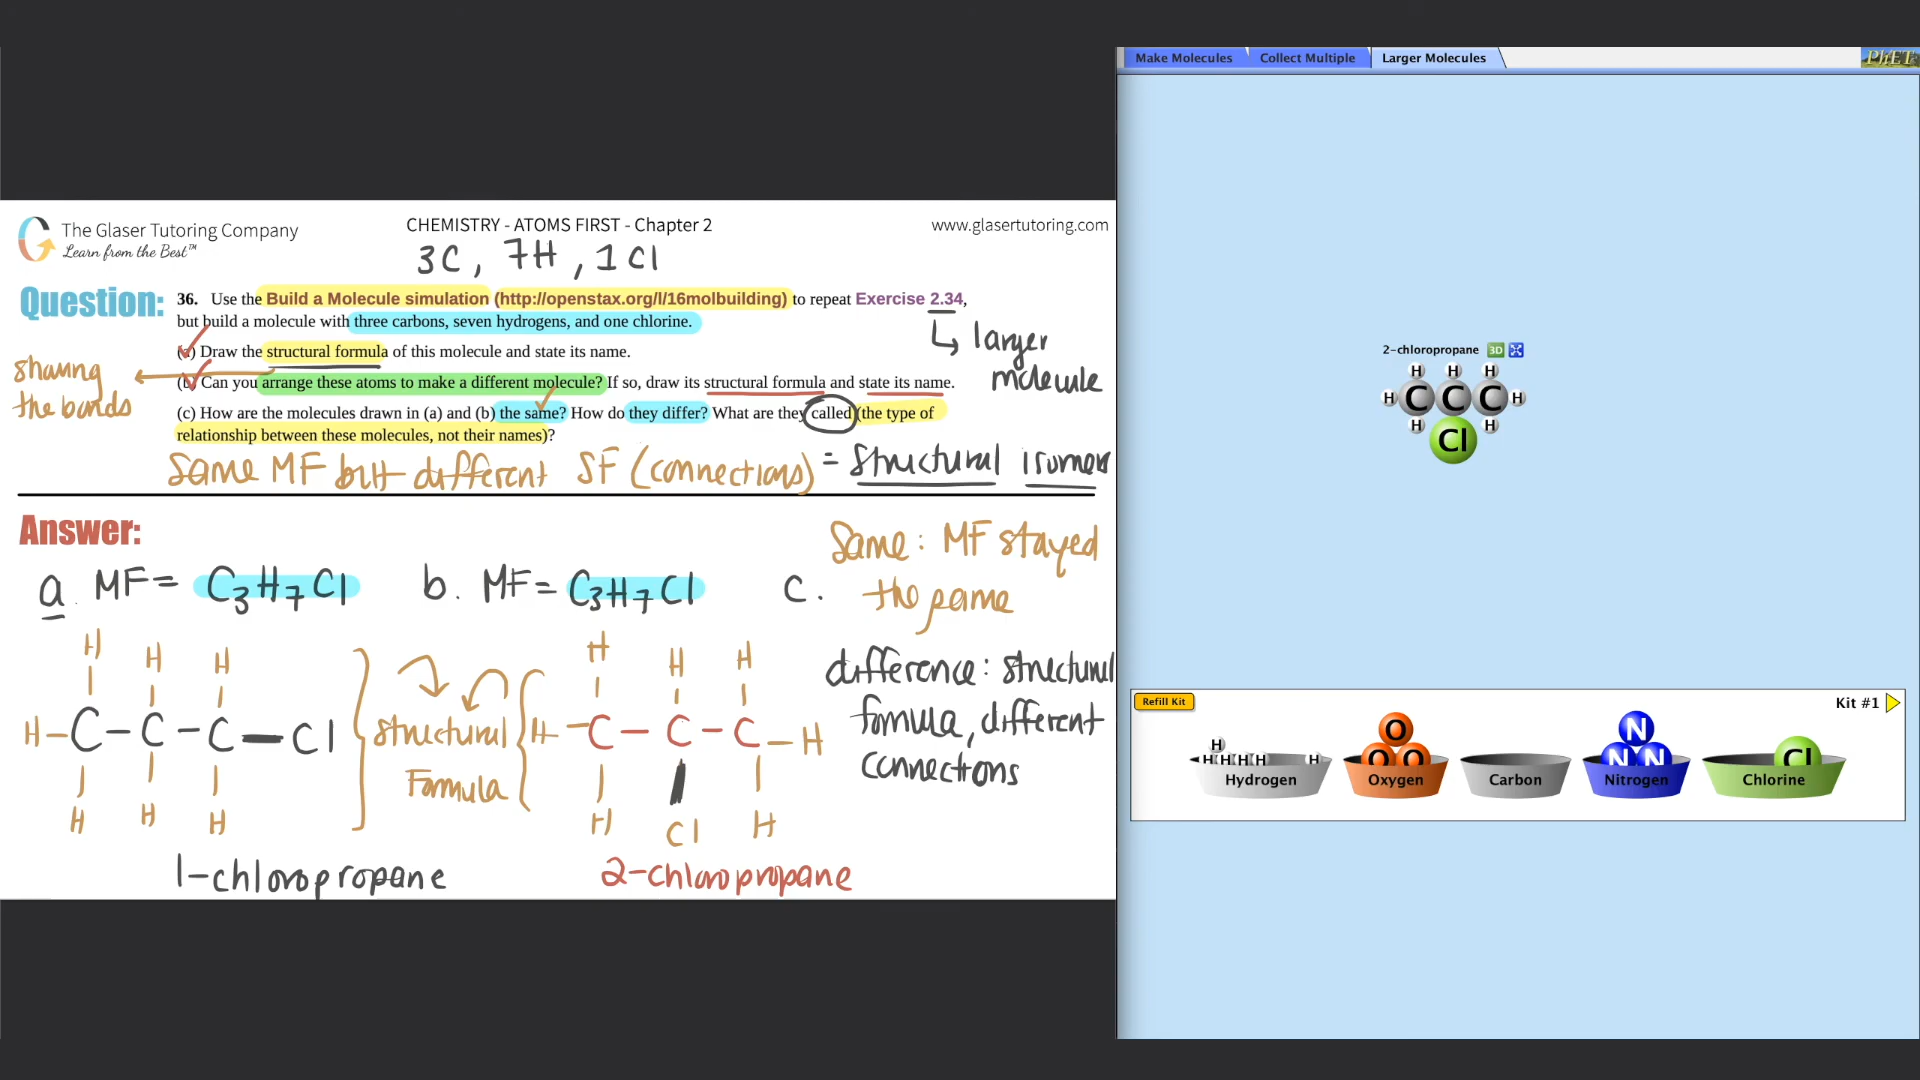 The Glaser Tutoring Company
Learn from the Best™
CHEMISTRY - ATOMS FIRST - Chapter 2
www.glasertutoring.com
3C, 7H, 1Cl
Question:
36. Use the Build a Molecule simulation (http://openstax.org/l/16molbuilding) to repeat Exercise 2.34,
but build a molecule with three carbons, seven hydrogens, and one chlorine.
(a) Draw the structural formula of this molecule and state its name.
(b) Can you arrange these atoms to make a different molecule? If so, draw its structural formula and state its name.
(c) How are the molecules drawn in (a) and (b) the same? How do they differ? What are they called (the type of
relationship between these molecules, not their names)?
larger
molecule
sharing
the bonds
Same MF but different SF (connections) = structural isomers
Answer:
a. MF = C3H7Cl
b. MF = C3H7Cl
c.
Same: MF stayed
the same
difference: structural
formula, different
connections
H H H
H-C-C-C-Cl
H H H
structural
Formula
H H H
H-C-C-C-H
H Cl H
1-chloropropane
2-chloropropane
Make Molecules
Collect Multiple
Larger Molecules
PhET
2-chloropropane 3D
H H H
H C C C H
H Cl H
Refill Kit
Kit #1
H
H H H H H
O
O O
N
N N
Cl
Hydrogen
Oxygen
Carbon
Nitrogen
Chlorine